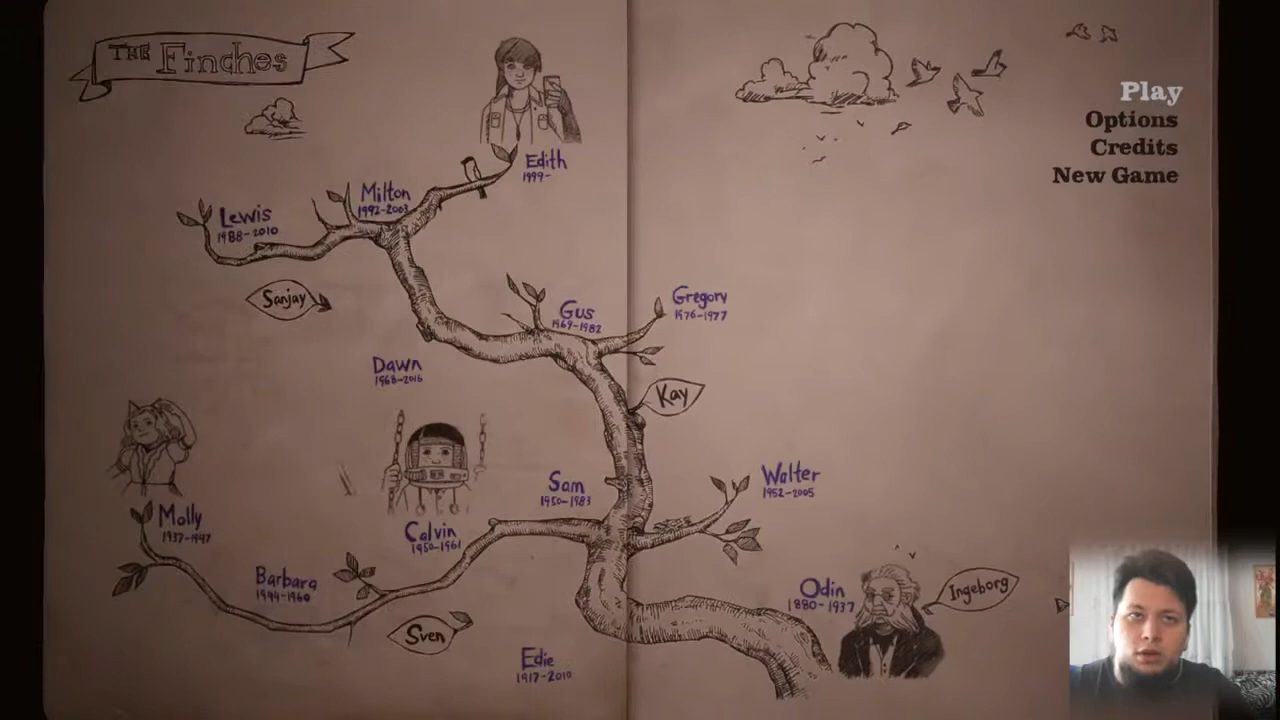 THE Finches
Play
Options
Credits
New Game
Edith
1999-
Milton
1992-2003
Lewis
1988-2010
Sanjay
Gus
1969-1982
Gregory
1976-1977
Dawn
1968-2016
Kay
Sam
1950-1983
Walter
1952-2005
Calvin
1950-1961
Molly
1937-1947
Barbara
1944-1960
Sven
Odin
1880-1937
Ingeborg
Edie
1917-2010